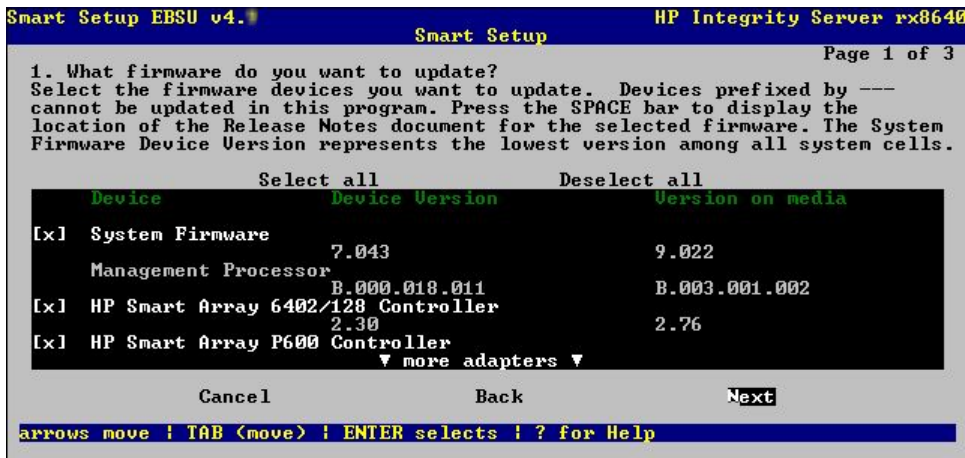 Smart Setup EBSU v4. HP Integrity Server rx8640
Smart Setup
Page 1 of 3
1. What firmware do you want to update?
Select the firmware devices you want to update. Devices prefixed by ---
cannot be updated in this program. Press the SPACE bar to display the
location of the Release Notes document for the selected firmware. The System
Firmware Device Version represents the lowest version among all system cells.
Select all Deselect all
Device Device Version Version on media
[x] System Firmware
7.043 9.022
Management Processor
B.000.018.011 B.003.001.002
[x] HP Smart Array 6402/128 Controller
2.30 2.76
[x] HP Smart Array P600 Controller
▼ more adapters ▼
Cancel Back Next
arrows move | TAB (move) | ENTER selects | ? for Help